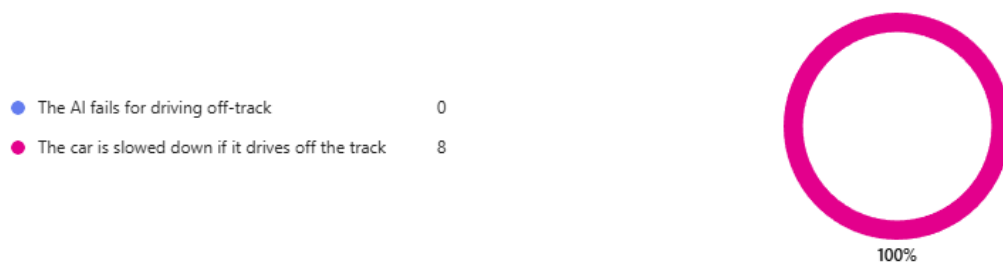 The AI fails for driving off-track 0
The car is slowed down if it drives off the track 8
100%